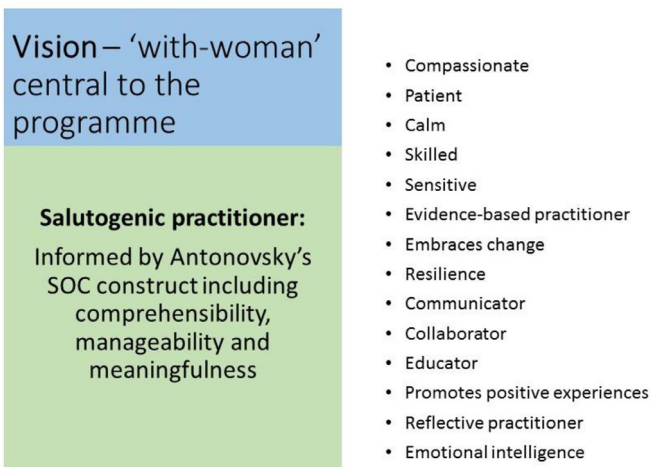 Vision – ‘with-woman’
central to the
programme
Salutogenic practitioner:
Informed by Antonovsky’s
SOC construct including
comprehensibility,
manageability and
meaningfulness
• Compassionate
• Patient
• Calm
• Skilled
• Sensitive
• Evidence-based practitioner
• Embraces change
• Resilience
• Communicator
• Collaborator
• Educator
• Promotes positive experiences
• Reflective practitioner
• Emotional intelligence